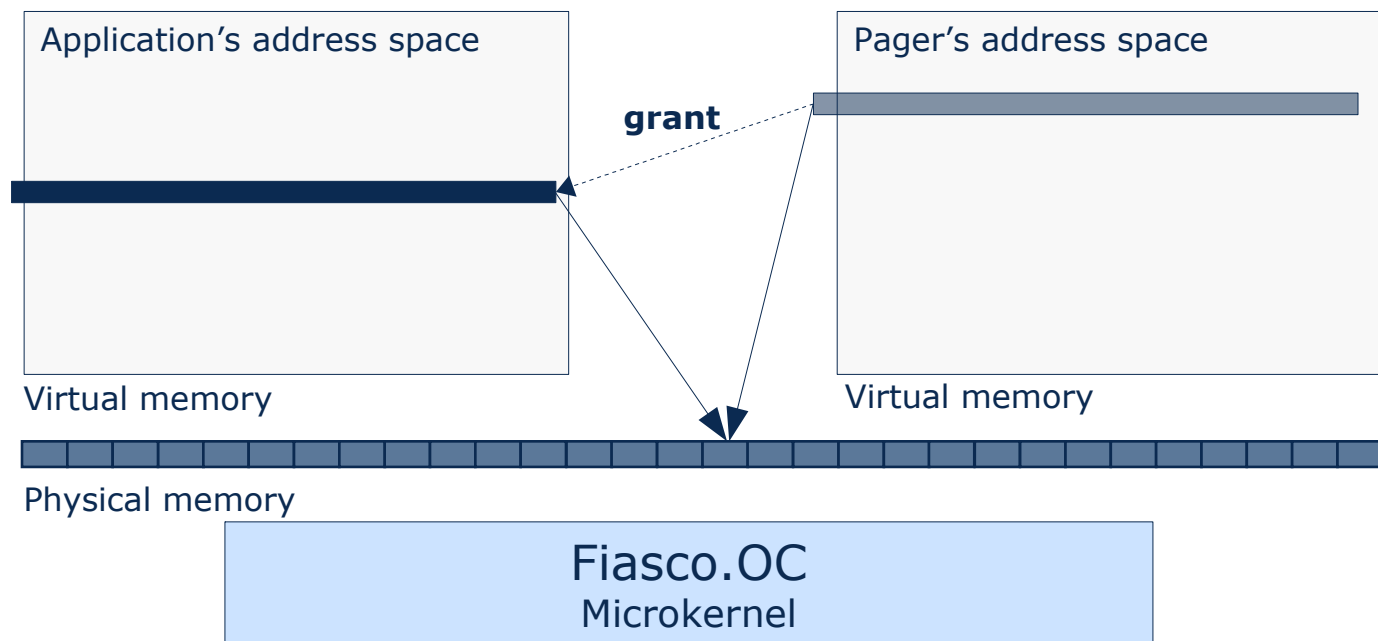 Application’s address space
Pager’s address space
grant
Virtual memory
Virtual memory
Physical memory
Fiasco.OC
Microkernel